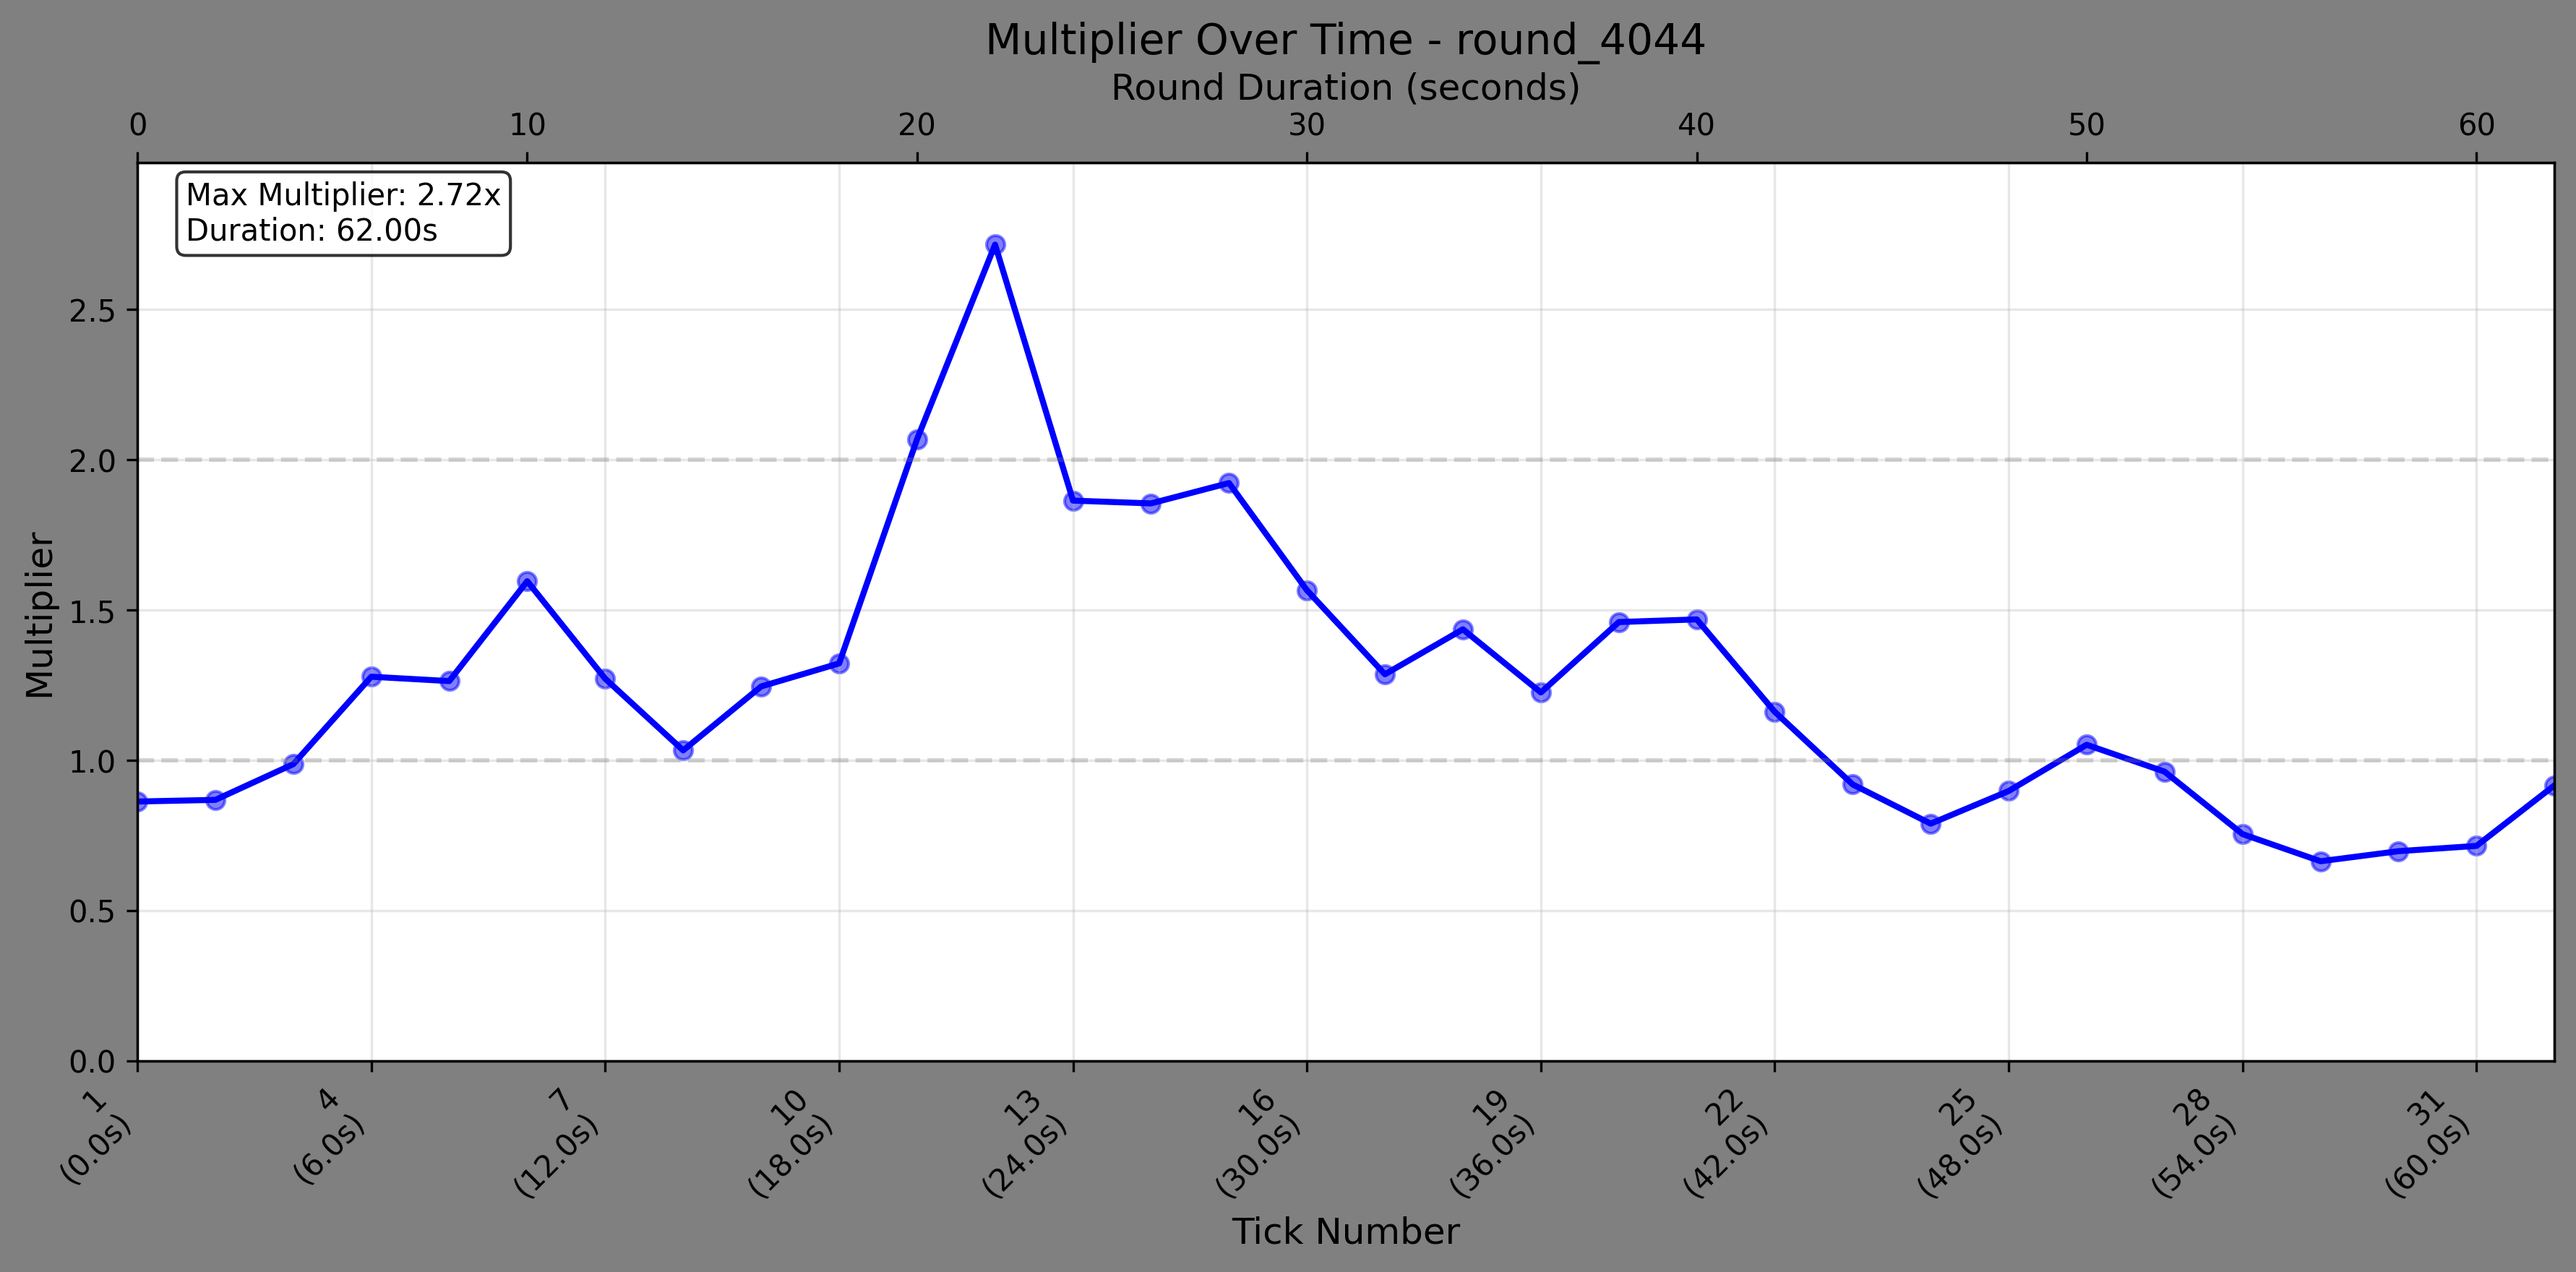 Multiplier Over Time - round_4044
Round Duration (seconds)
0 10 20 30 40 50 60
Max Multiplier: 2.72x
Duration: 62.00s
Multiplier
2.5
2.0
1.5
1.0
0.5
0.0
1
(0.0s)
4
(6.0s)
7
(12.0s)
10
(18.0s)
13
(24.0s)
16
(30.0s)
19
(36.0s)
22
(42.0s)
25
(48.0s)
28
(54.0s)
31
(60.0s)
Tick Number